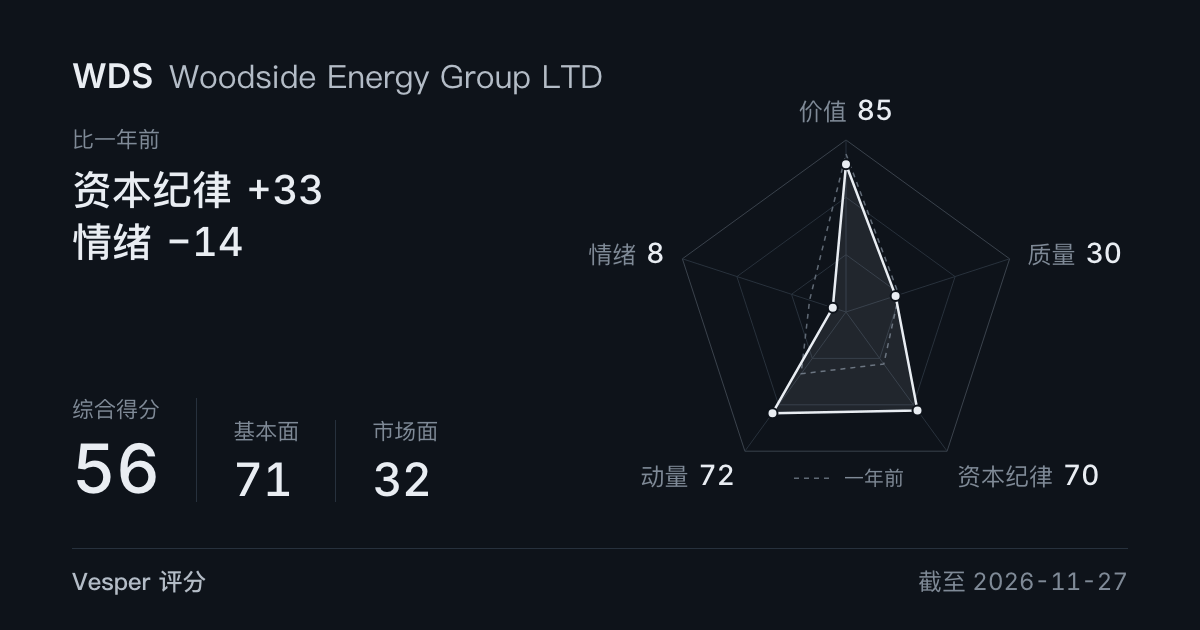 WDS Woodside Energy Group LTD
比一年前
资本纪律 +33
情绪 −14
价值 85
情绪 8
质量 30
动量 72
一年前
资本纪律 70
综合得分
56
基本面
71
市场面
32
Vesper 评分
截至 2026-11-27